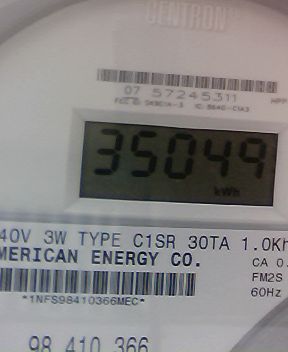 CENTRON®
07 57245311
35049
kWh
40V 3W TYPE C1SR 30TA 1.0Kh
MERICAN ENERGY CO.
CA 0.
FM2S
60Hz
*1NFS98410366MEC*
98 410 366